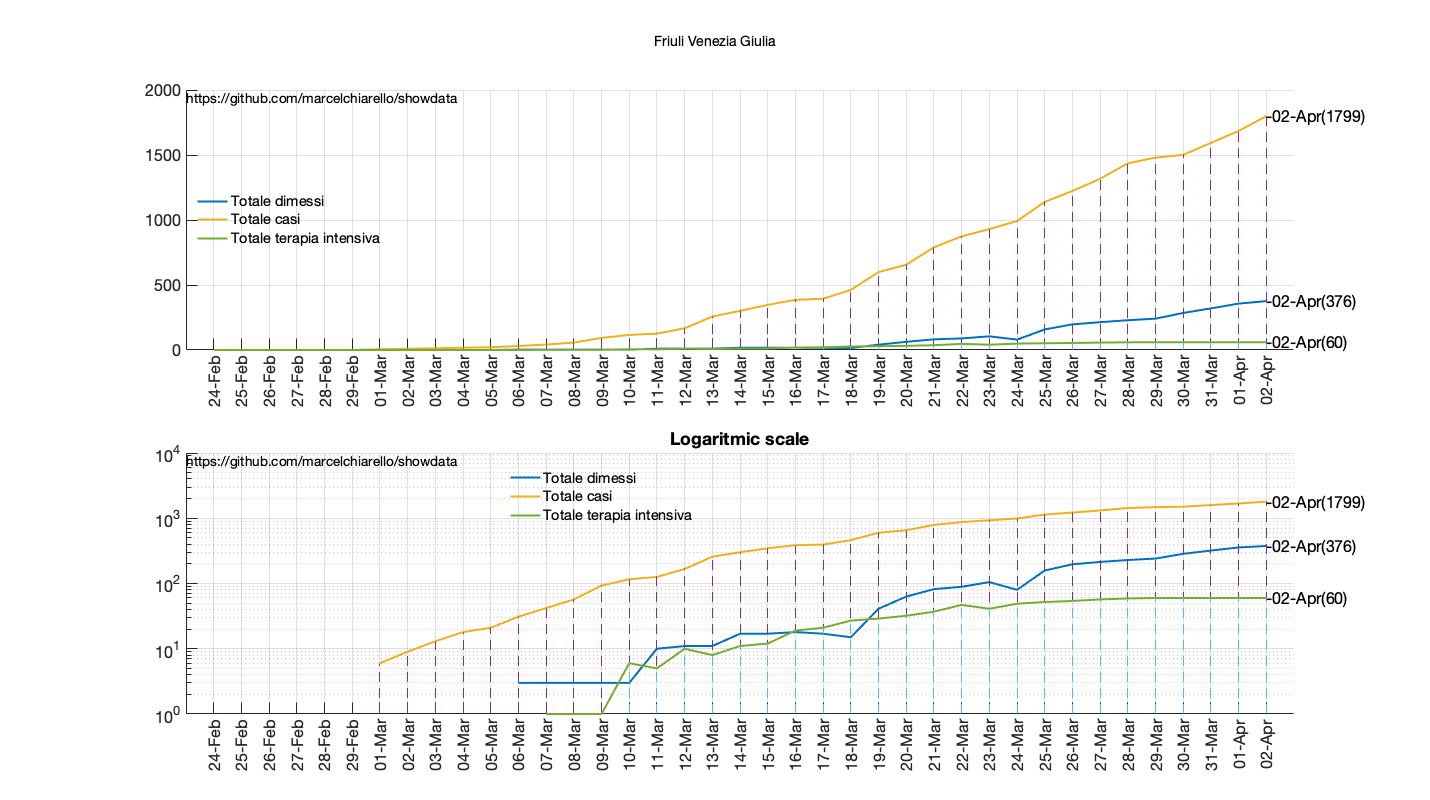 Friuli Venezia Giulia
2000
https://github.com/marcelchiarello/showdata
-02-Apr(1799)
1500
Totale dimessi
1000
Totale casi
Totale terapia intensiva
500
-02-Apr(376)
0
-02-Apr(60)
24-Feb 25-Feb 26-Feb 27-Feb 28-Feb 29-Feb 01-Mar 02-Mar 03-Mar 04-Mar 05-Mar 06-Mar 07-Mar 08-Mar 09-Mar 10-Mar 11-Mar 12-Mar 13-Mar 14-Mar 15-Mar 16-Mar 17-Mar 18-Mar 19-Mar 20-Mar 21-Mar 22-Mar 23-Mar 24-Mar 25-Mar 26-Mar 27-Mar 28-Mar 29-Mar 30-Mar 31-Mar 01-Apr 02-Apr
Logaritmic scale
10^4
https://github.com/marcelchiarello/showdata
Totale dimessi
Totale casi
-02-Apr(1799)
Totale terapia intensiva
10^3
-02-Apr(376)
10^2
-02-Apr(60)
10^1
10^0
24-Feb 25-Feb 26-Feb 27-Feb 28-Feb 29-Feb 01-Mar 02-Mar 03-Mar 04-Mar 05-Mar 06-Mar 07-Mar 08-Mar 09-Mar 10-Mar 11-Mar 12-Mar 13-Mar 14-Mar 15-Mar 16-Mar 17-Mar 18-Mar 19-Mar 20-Mar 21-Mar 22-Mar 23-Mar 24-Mar 25-Mar 26-Mar 27-Mar 28-Mar 29-Mar 30-Mar 31-Mar 01-Apr 02-Apr